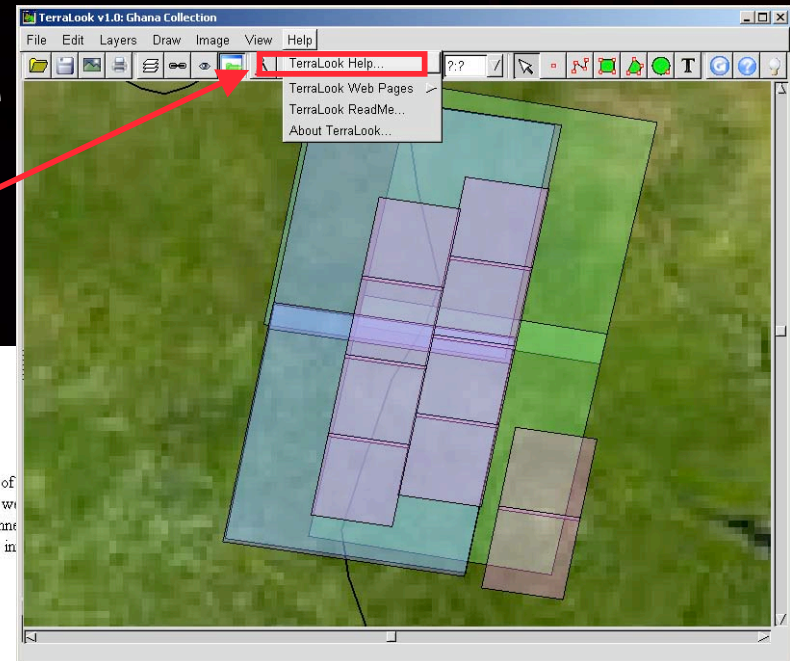 TerraLook v1.0: Ghana Collection
File Edit Layers Draw Image View Help
?:? T G ?
TerraLook Help...
TerraLook Web Pages
TerraLook ReadMe...
About TerraLook...
of
in